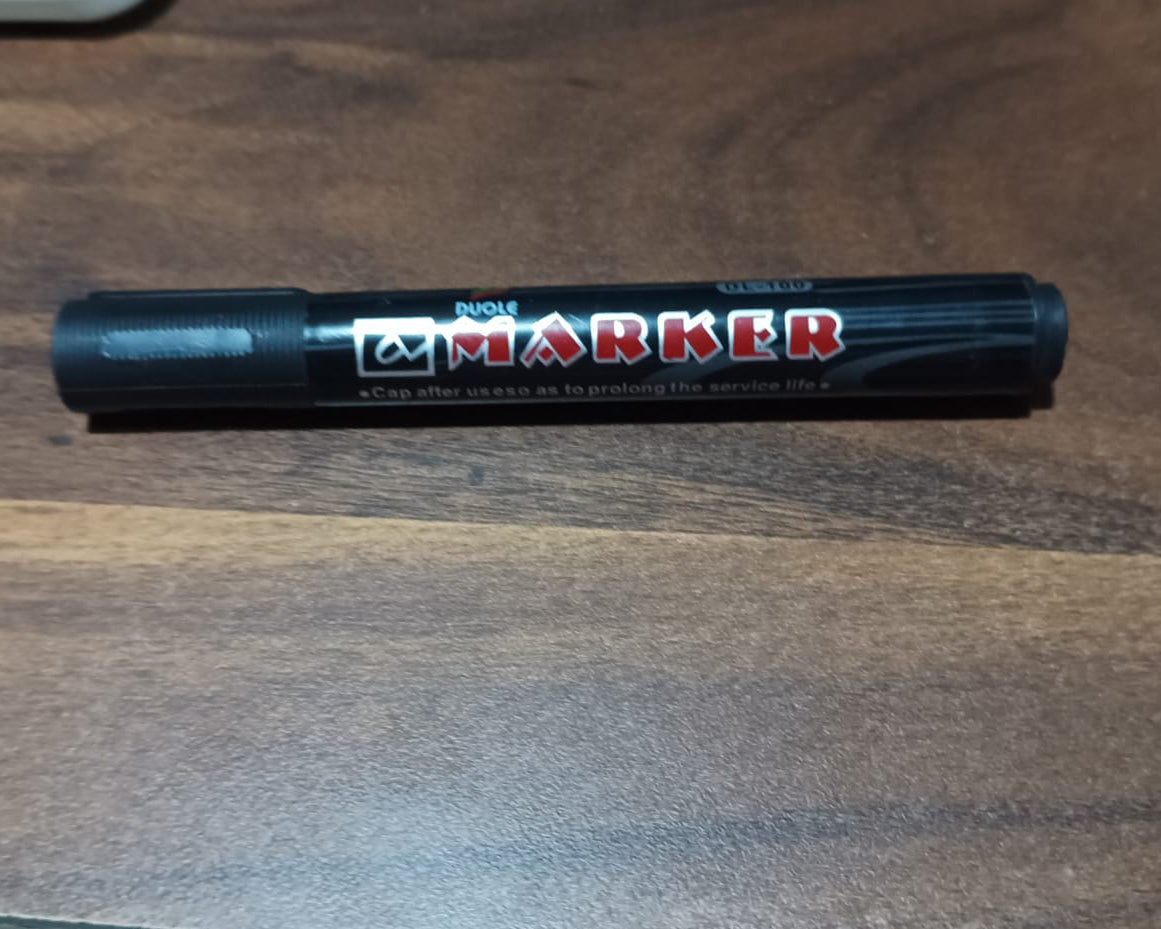 DUOLE
MARKER
•Cap after useso as to prolong the service life•